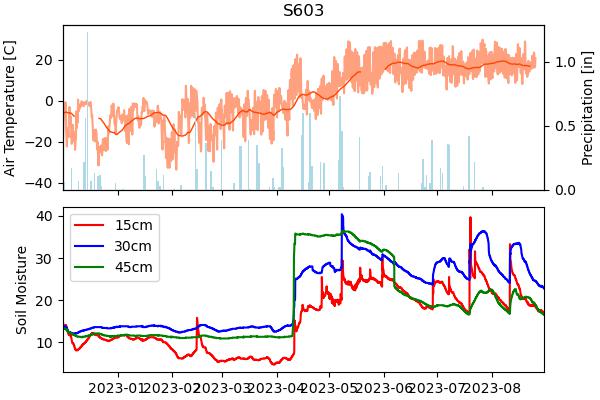 S603
Air Temperature [C]
20
0
−20
−40
1.0
0.5
0.0
Precipitation [in]
Soil Moisture
40
30
20
10
15cm
30cm
45cm
2023-01
2023-02
2023-03
2023-04
2023-05
2023-06
2023-07
2023-08